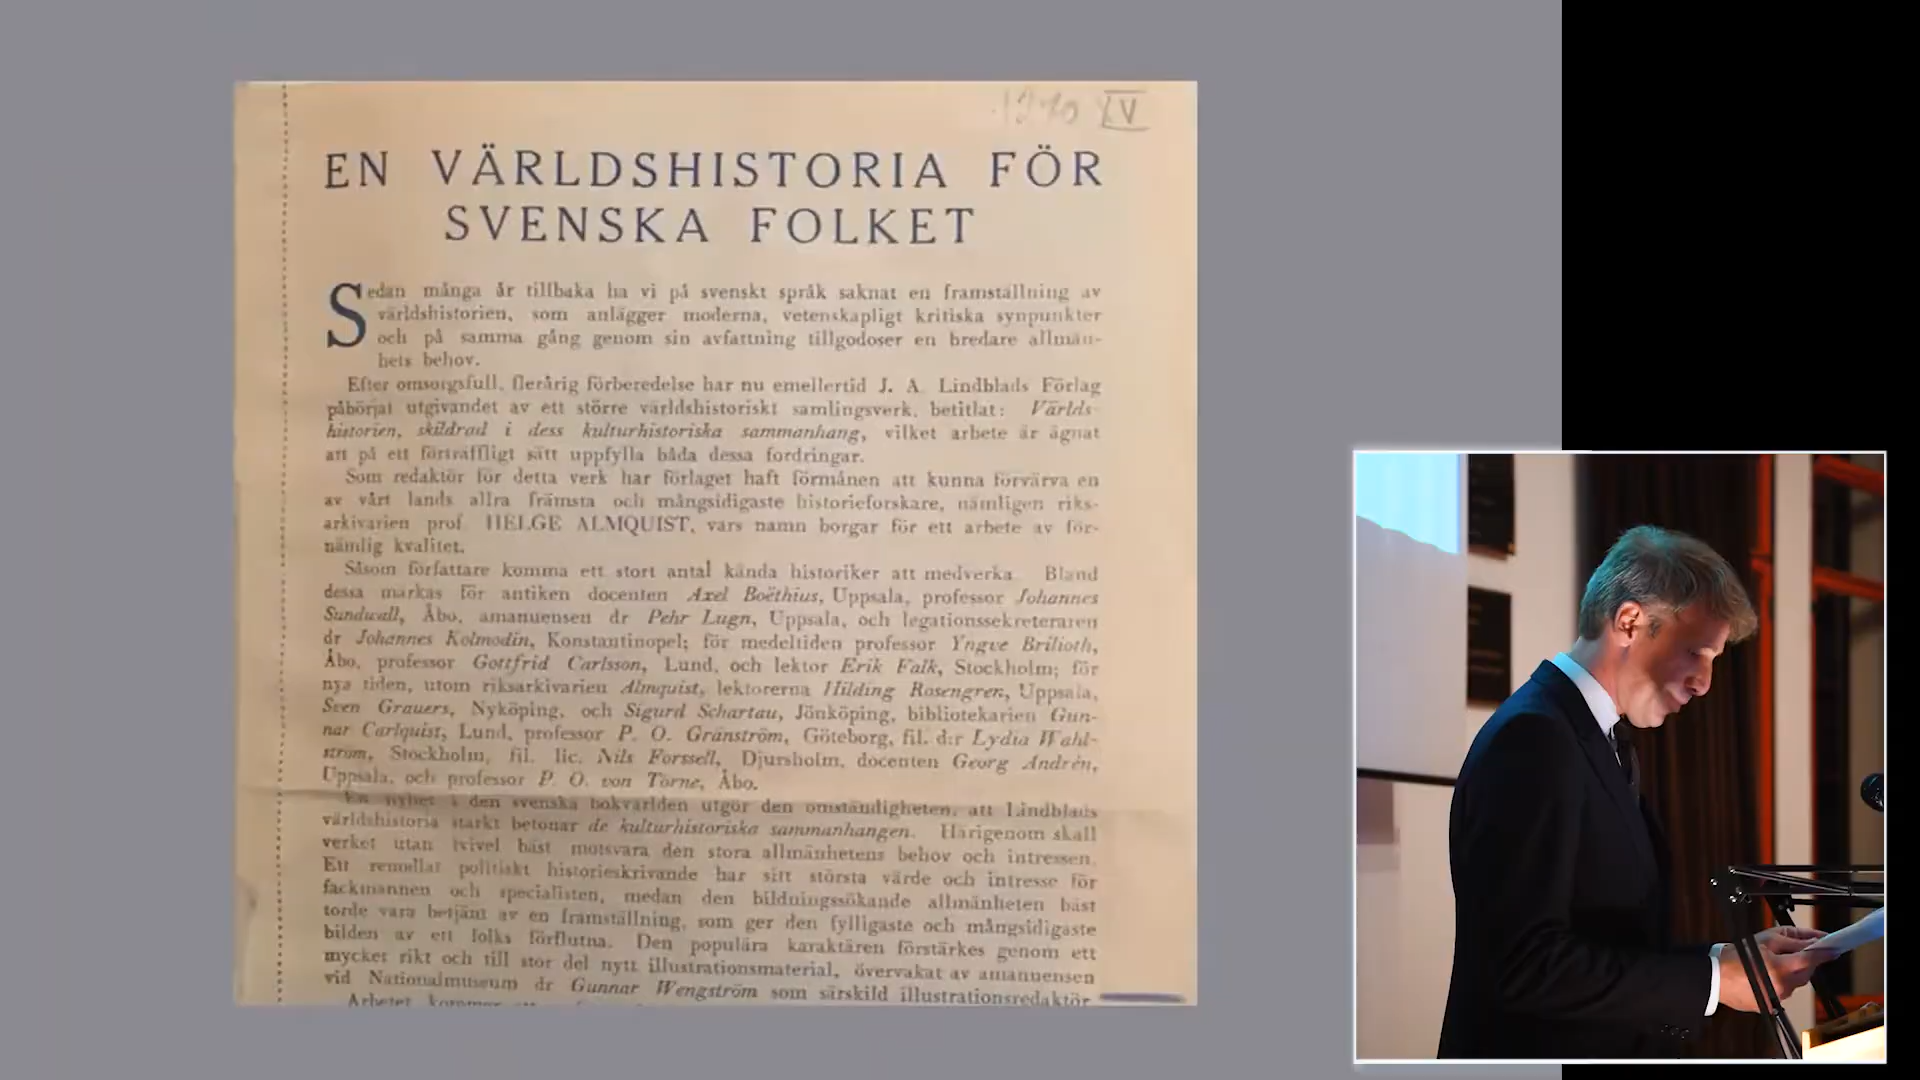 EN VÄRLDSHISTORIA FÖR
SVENSKA FOLKET
Sedan många år tillbaka ha vi på svenskt språk saknat en framställning av
världshistorien, som anlägger moderna, vetenskapligt kritiska synpunkter
och på samma gång genom sin avfattning tillgodoser en bredare allmän-
hets behov.
Efter omsorgsfull, flerårig förberedelse har nu emellertid J. A. Lindblads Förlag
påbörjat utgivandet av ett större världshistoriskt samlingsverk, betitlat: Världs-
historien, skildrad i dess kulturhistoriska sammanhang, vilket arbete är ägnat
att på ett förträffligt sätt uppfylla båda dessa fordringar.
Som redaktör för detta verk har förlaget haft förmånen att kunna förvärva en
av vårt lands allra främsta och mångsidigaste historieforskare, nämligen riks-
arkivarien prof. HELGE ALMQUIST, vars namn borgar för ett arbete av för-
nämlig kvalitet.
Såsom författare komma ett stort antal kända historiker att medverka. Bland
dessa märkas för antiken docenten Axel Boëthius, Uppsala, professor Johannes
Sundwall, Åbo, amanuensen dr Pehr Lugn, Uppsala, och legationssekreteraren
dr Johannes Kolmodin, Konstantinopel; för medeltiden professor Yngve Brilioth,
Åbo, professor Gottfrid Carlsson, Lund, och lektor Erik Falk, Stockholm; för
nya tiden, utom riksarkivarien Almquist, lektorerna Hilding Rosengren, Uppsala,
Sven Grauers, Nyköping, och Sigurd Schartau, Jönköping, bibliotekarien Gun-
nar Carlquist, Lund, professor P. O. Gränström, Göteborg, fil. d:r Lydia Wahl-
ström, Stockholm, fil. lic. Nils Forssell, Djursholm, docenten Georg Andrén,
Uppsala, och professor P. O. von Törne, Åbo.
En nyhet i den svenska bokvärlden utgör den omständigheten, att Lindblads
världshistoria starkt betonar de kulturhistoriska sammanhangen. Härigenom skall
verket utan tvivel bäst motsvara den stora allmänhetens behov och intressen.
Ett renodlat politiskt historieskrivande har sitt största värde och intresse för
fackmannen och specialisten, medan den bildningssökande allmänheten bäst
torde vara betjänt av en framställning, som ger den fylligaste och mångsidigaste
bilden av ett folks förflutna. Den populära karaktären förstärkes genom ett
mycket rikt och till stor del nytt illustrationsmaterial, övervakat av amanuensen
vid Nationalmuseum dr Gunnar Wengström som särskild illustrationsredaktör.
Arbetet kommer